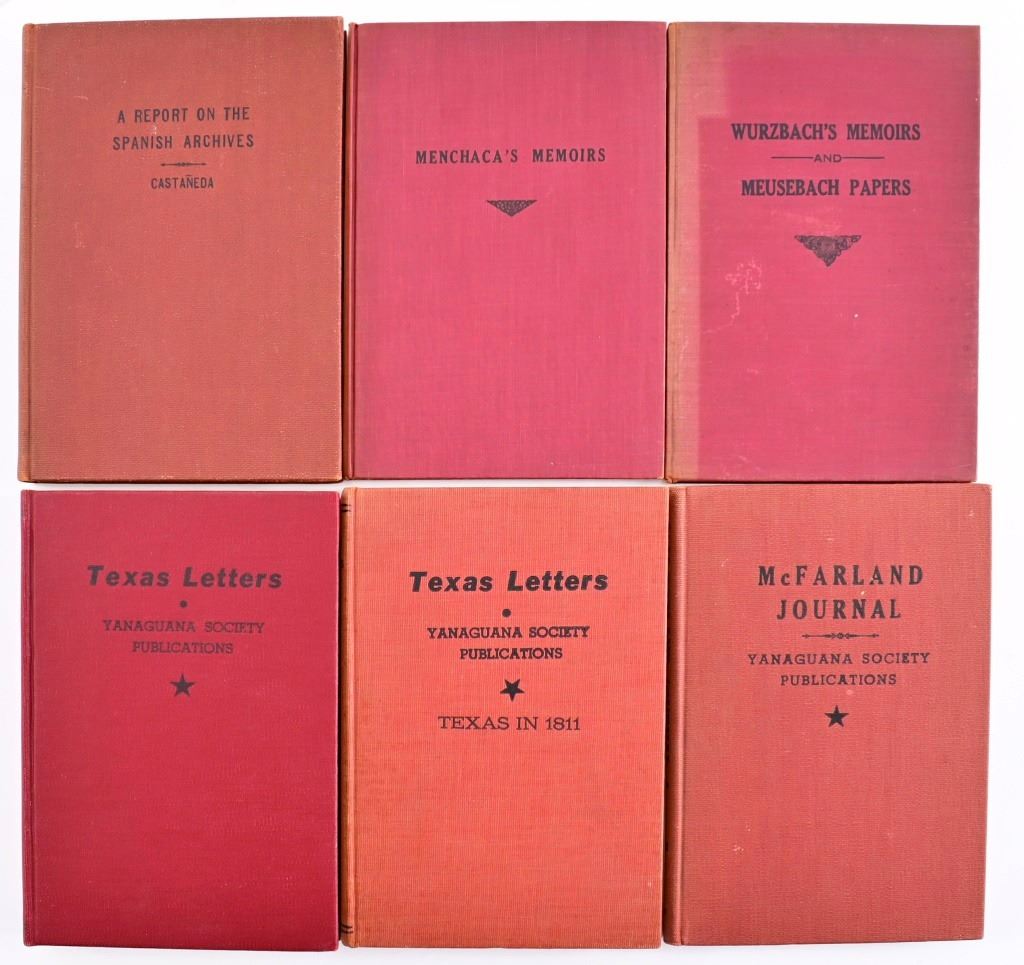 A REPORT ON THE
SPANISH ARCHIVES
CASTAÑEDA
MENCHACA'S MEMOIRS
WURZBACH'S MEMOIRS
AND
MEUSEBACH PAPERS
Texas Letters
YANAGUANA SOCIETY
PUBLICATIONS
Texas Letters
YANAGUANA SOCIETY
PUBLICATIONS
TEXAS IN 1811
McFARLAND
JOURNAL
YANAGUANA SOCIETY
PUBLICATIONS